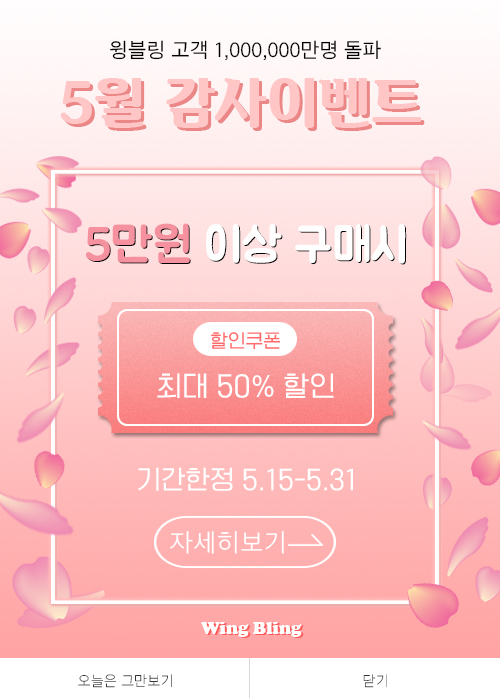 윙블링 고객 1,000,000만명 돌파
5월 감사이벤트
5만원 이상 구매시
할인쿠폰
최대 50% 할인
기간한정 5.15-5.31
자세히보기
Wing Bling
오늘은 그만보기
닫기